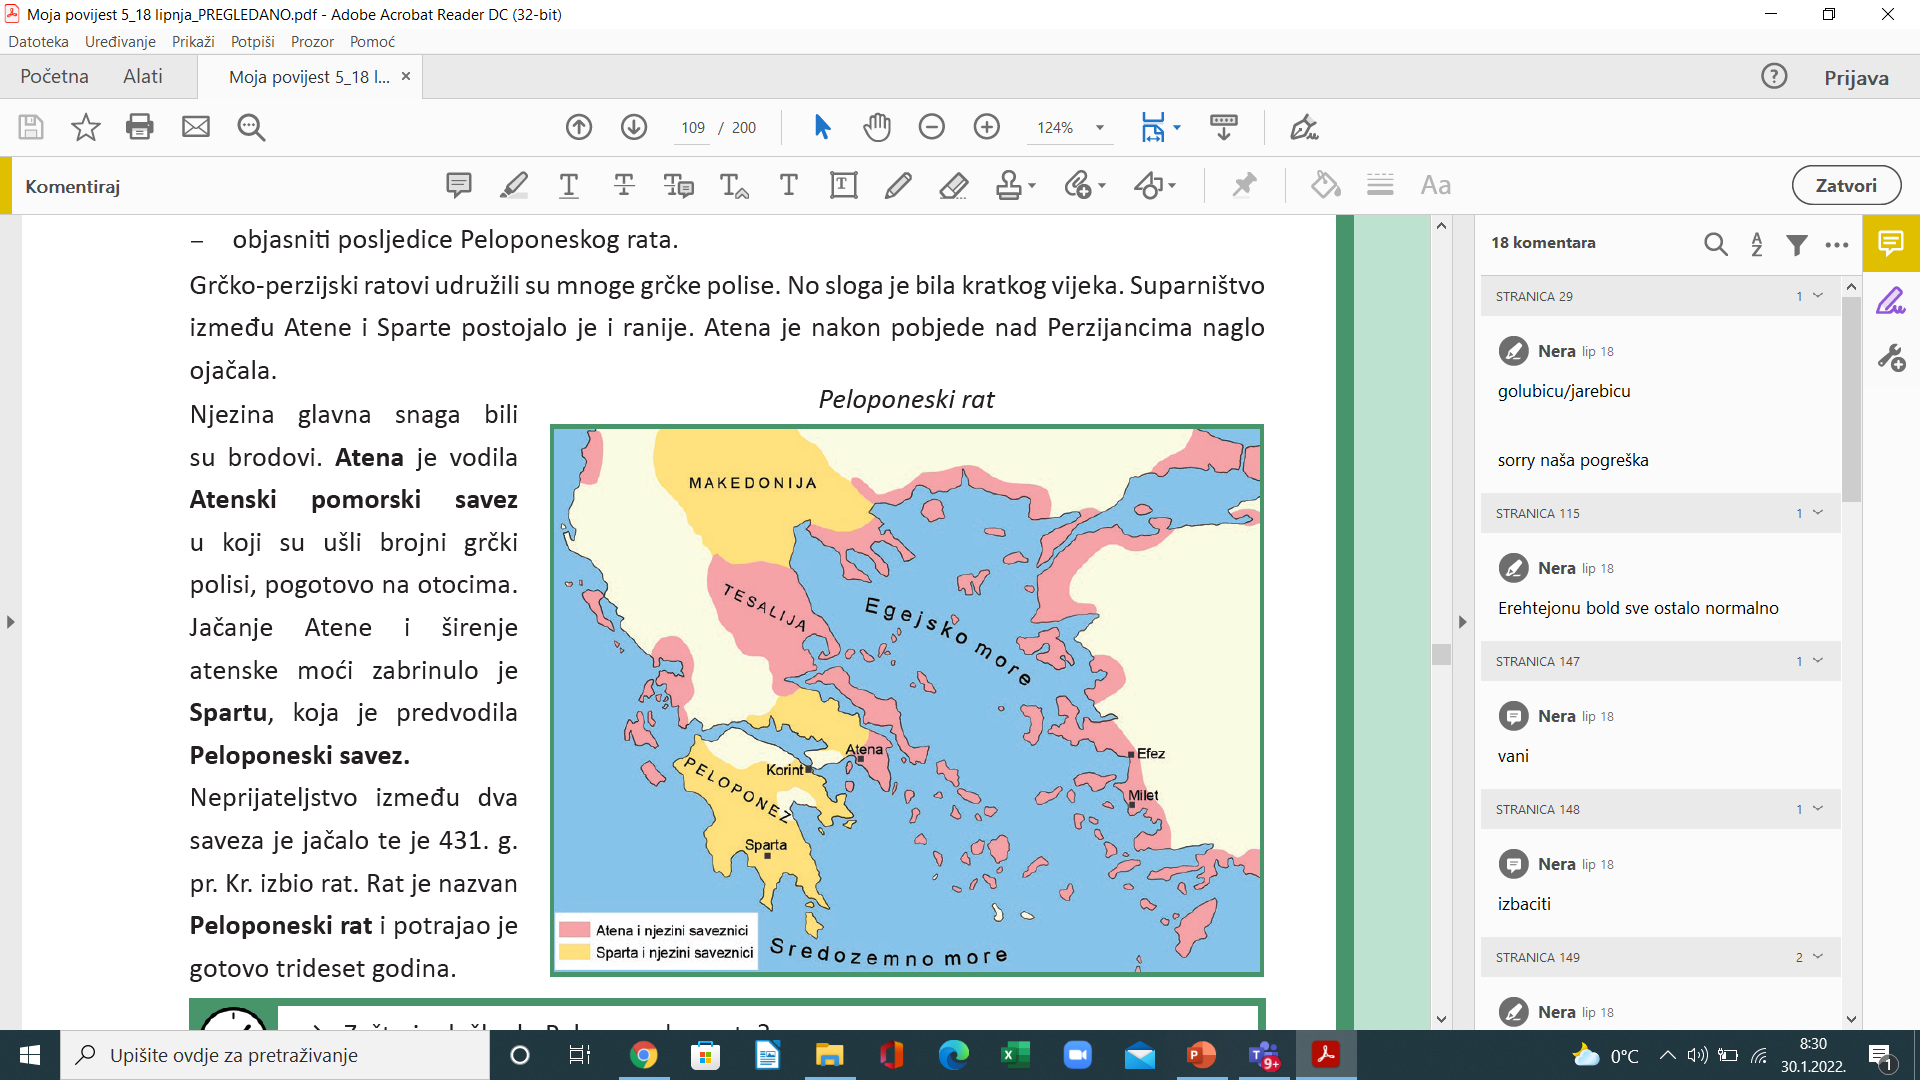 Moja povijest 5_18 lipnja_PREGLEDANO.pdf - Adobe Acrobat Reader DC (32-bit)
Datoteka Uređivanje Prikaži Potpiši Prozor Pomoć
Početna Alati Moja povijest 5_18 l... × Prijava
109 / 200 124%
Komentiraj Aa Zatvori
– objasniti posljedice Peloponeskog rata.
Grčko-perzijski ratovi udružili su mnoge grčke polise. No sloga je bila kratkog vijeka. Suparništvo
između Atene i Sparte postojalo je i ranije. Atena je nakon pobjede nad Perzijancima naglo
ojačala.
Njezina glavna snaga bili
su brodovi. Atena je vodila
Atenski pomorski savez
u koji su ušli brojni grčki
polisi, pogotovo na otocima.
Jačanje Atene i širenje
atenske moći zabrinulo je
Spartu, koja je predvodila
Peloponeski savez.
Neprijateljstvo između dva
saveza je jačalo te je 431. g.
pr. Kr. izbio rat. Rat je nazvan
Peloponeski rat i potrajao je
gotovo trideset godina.
Peloponeski rat
MAKEDONIJA
TESALIJA
Egejsko more
Atena
Korint
PELOPONEZ
Sparta
Efez
Milet
Atena i njezini saveznici
Sparta i njezini saveznici
Sredozemno more
18 komentara
STRANICA 29 1
Nera lip 18
golubicu/jarebicu
sorry naša pogreška
STRANICA 115 1
Nera lip 18
Erehtejonu bold sve ostalo normalno
STRANICA 147 1
Nera lip 18
vani
STRANICA 148 1
Nera lip 18
izbaciti
STRANICA 149 2
Nera lip 18
Upišite ovdje za pretraživanje
9+
0°C
8:30
30.1.2022.
1